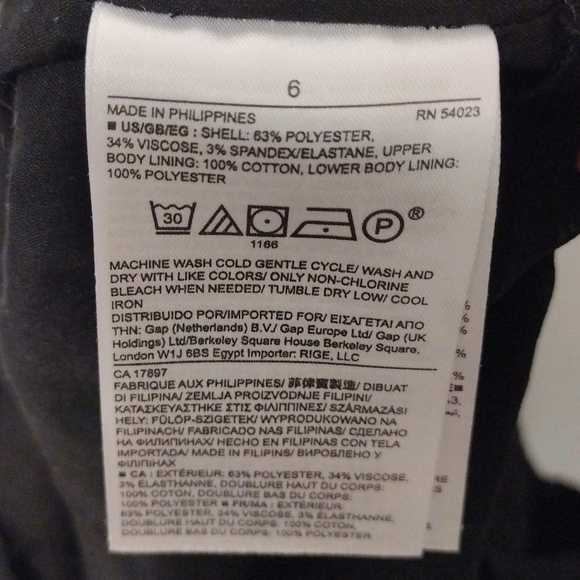 6
MADE IN PHILIPPINES RN 54023
■ US/GB/EG : SHELL: 63% POLYESTER,
34% VISCOSE, 3% SPANDEX/ELASTANE, UPPER
BODY LINING: 100% COTTON, LOWER BODY LINING:
100% POLYESTER
30 P ®
1166
MACHINE WASH COLD GENTLE CYCLE/ WASH AND
DRY WITH LIKE COLORS/ ONLY NON-CHLORINE
BLEACH WHEN NEEDED/ TUMBLE DRY LOW/ COOL
IRON
DISTRIBUIDO POR/IMPORTED FOR/ ΕΙΣΑΓΕΤΑΙ ΑΠΟ
ΤΗΝ: Gap (Netherlands) B.V./ Gap Europe Ltd/ Gap (UK
Holdings) Ltd/Berkeley Square House Berkeley Square,
London W1J 6BS Egypt Importer: RIGE, LLC
CA 17897
FABRIQUE AUX PHILIPPINES/ 菲律賓製造/ DIBUAT
DI FILIPINA/ ZEMLJA PROIZVODNJE FILIPINI/
ΚΑΤΑΣΚΕΥΑΣΤΗΚΕ ΣΤΙΣ ΦΙΛΙΠΠΙΝΕΣ/ SZÁRMAZÁSI
HELY: FÜLÖP-SZIGETEK/ WYPRODUKOWANO NA
FILIPINACH/ FABRICADO NAS FILIPINAS/ СДЕЛАНО
НА ФИЛИППИНАХ/ HECHO EN FILIPINAS CON TELA
IMPORTADA/ MADE IN FILIPINS/ ВИРОБЛЕНО У
ФІЛІПІНАХ
■ CA : EXTÉRIEUR: 63% POLYESTER, 34% VISCOSE,
3% ÉLASTHANNE, DOUBLURE HAUT DU CORPS:
100% COTON, DOUBLURE BAS DU CORPS:
100% POLYESTER ■ FR/MA : EXTÉRIEUR:
63% POLYESTER, 34% VISCOSE, 3% ÉLASTHANNE,
DOUBLURE HAUT DU CORPS: 100% COTON,
DOUBLURE BAS DU CORPS: 100% POLYESTER